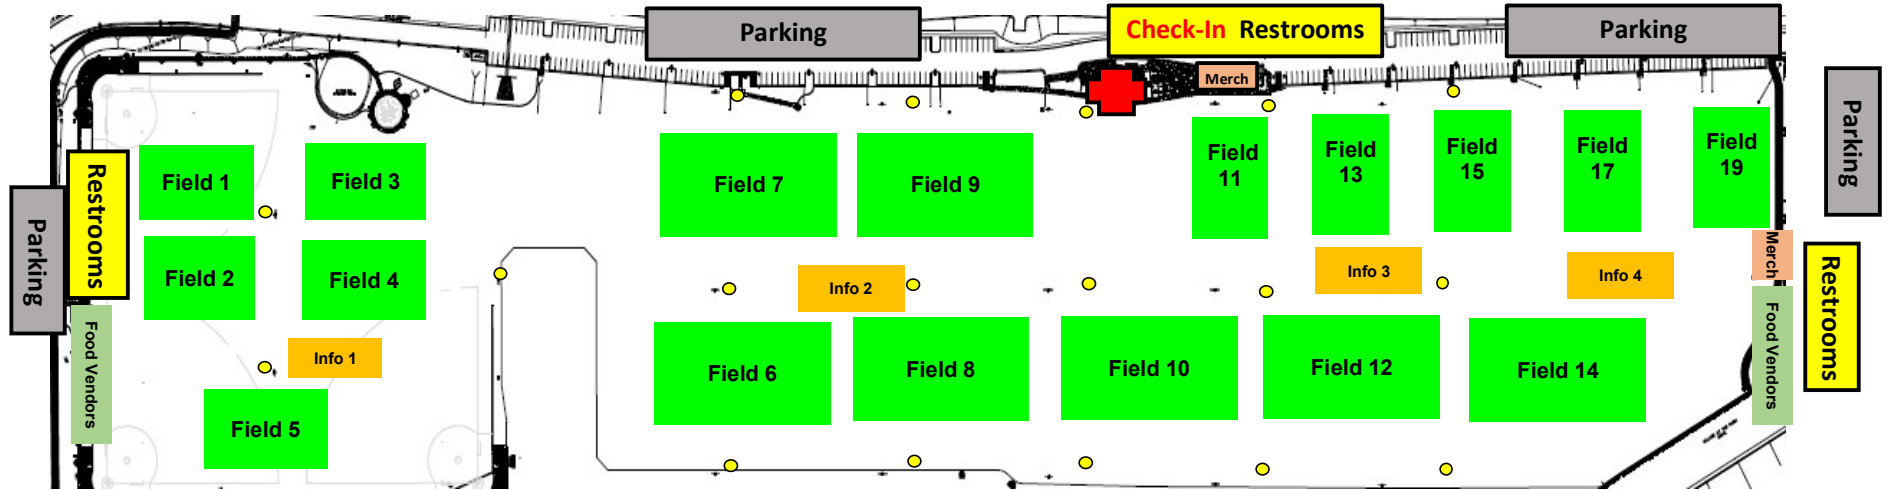 Parking
Check-In Restrooms
Parking
Merch
Parking
Restrooms
Parking
Field 1
Field 3
Field 7
Field 9
Field
11
Field
13
Field
15
Field
17
Field
19
Field 2
Field 4
Info 2
Info 3
Info 4
Merch
Restrooms
Food Vendors
Info 1
Field 5
Field 6
Field 8
Field 10
Field 12
Field 14
Food Vendors